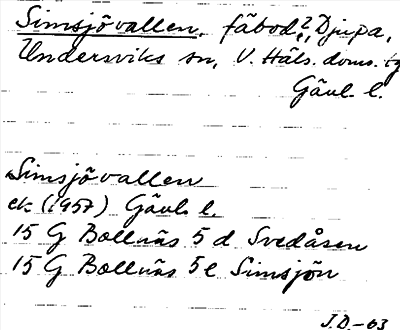 Simsjövallen, fäbod?, Djupa,
Undersviks sn, V. Häls. doms. tg
Gävl. l.
Simsjövallen
ek (1957) Gävl. l.
15 G Bollnäs 5 d Svedåsen
15 G Bollnäs 5 e Simsjön
J.D.-63